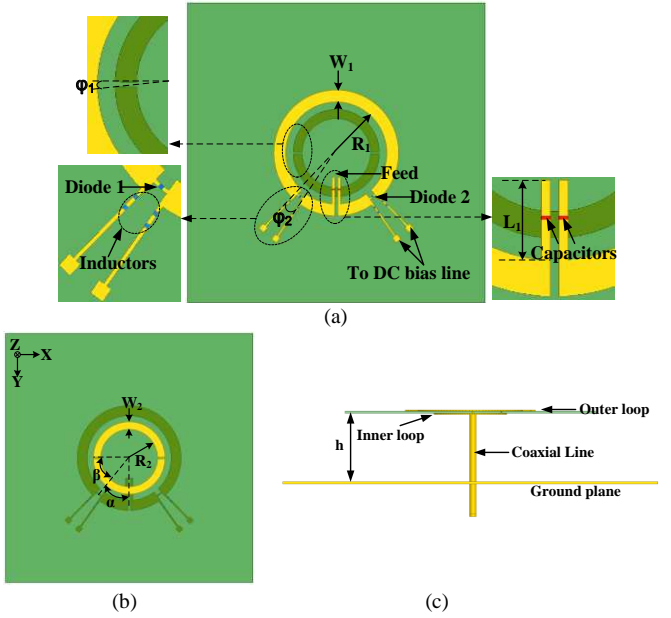 φ1
W1
R1
Feed
Diode 1
Diode 2
φ2
L1
Inductors
Capacitors
To DC bias line
(a)
Z
X
Y
W2
R2
β
α
Outer loop
Inner loop
h
Coaxial Line
Ground plane
(b)
(c)